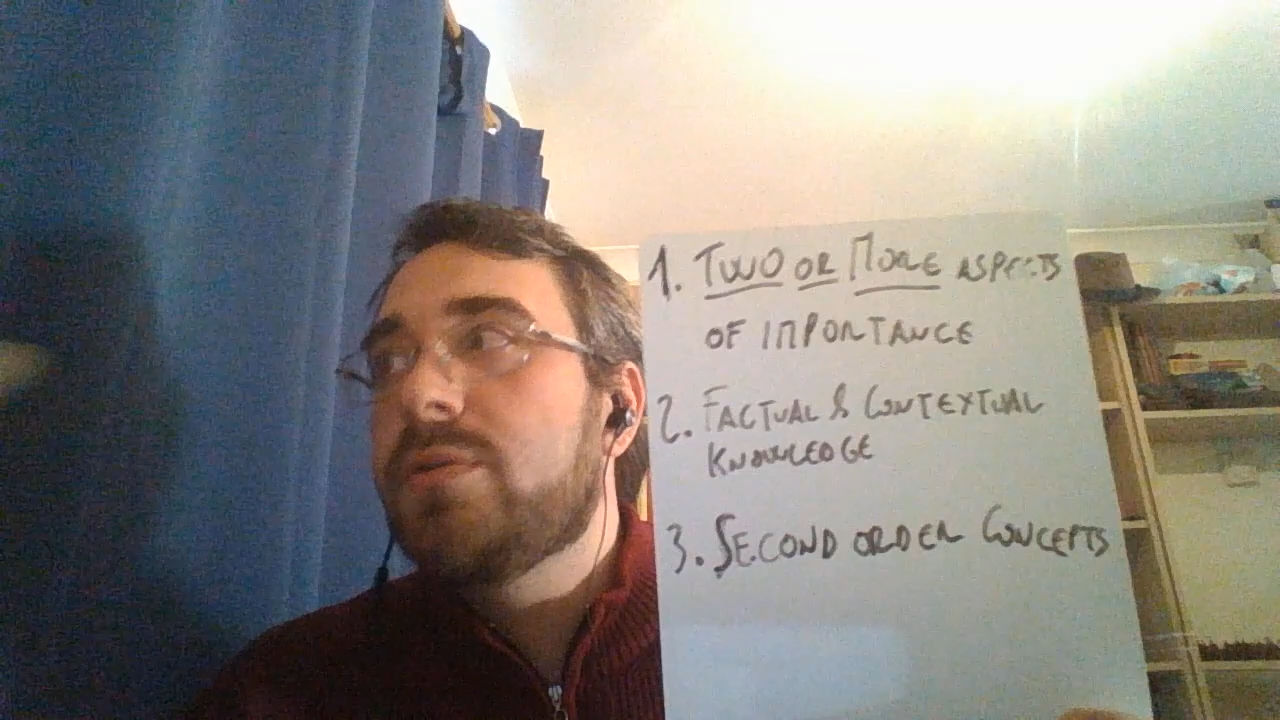 1. TWO OR MORE ASPECTS
OF IMPORTANCE
2. FACTUAL & CONTEXTUAL
KNOWLEDGE
3. SECOND ORDER CONCEPTS